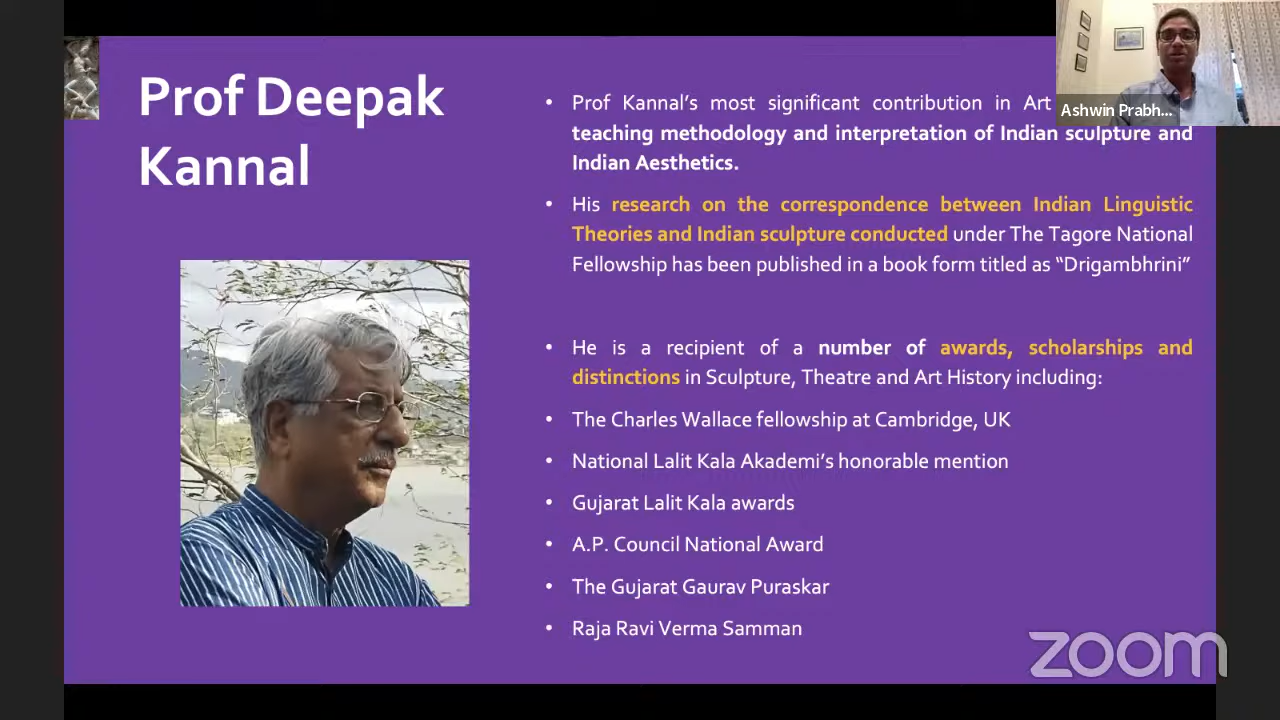 Prof Deepak
Kannal
• Prof Kannal's most significant contribution in Art
teaching methodology and interpretation of Indian sculpture and
Indian Aesthetics.
• His research on the correspondence between Indian Linguistic
Theories and Indian sculpture conducted under The Tagore National
Fellowship has been published in a book form titled as “Drigambhrini”
• He is a recipient of a number of awards, scholarships and
distinctions in Sculpture, Theatre and Art History including:
• The Charles Wallace fellowship at Cambridge, UK
• National Lalit Kala Akademi's honorable mention
• Gujarat Lalit Kala awards
• A.P. Council National Award
• The Gujarat Gaurav Puraskar
• Raja Ravi Verma Samman
Ashwin Prabh...
zoom